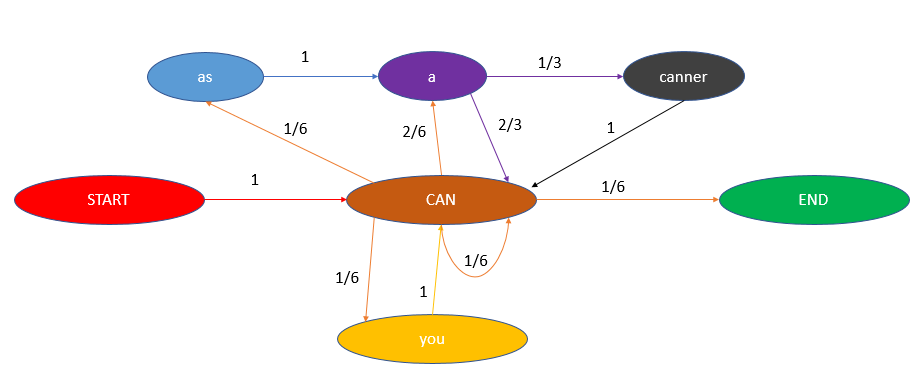 1
as
a
1/3
canner
1/6
2/6
2/3
1
1
START
CAN
1/6
END
1/6
1/6
1
you